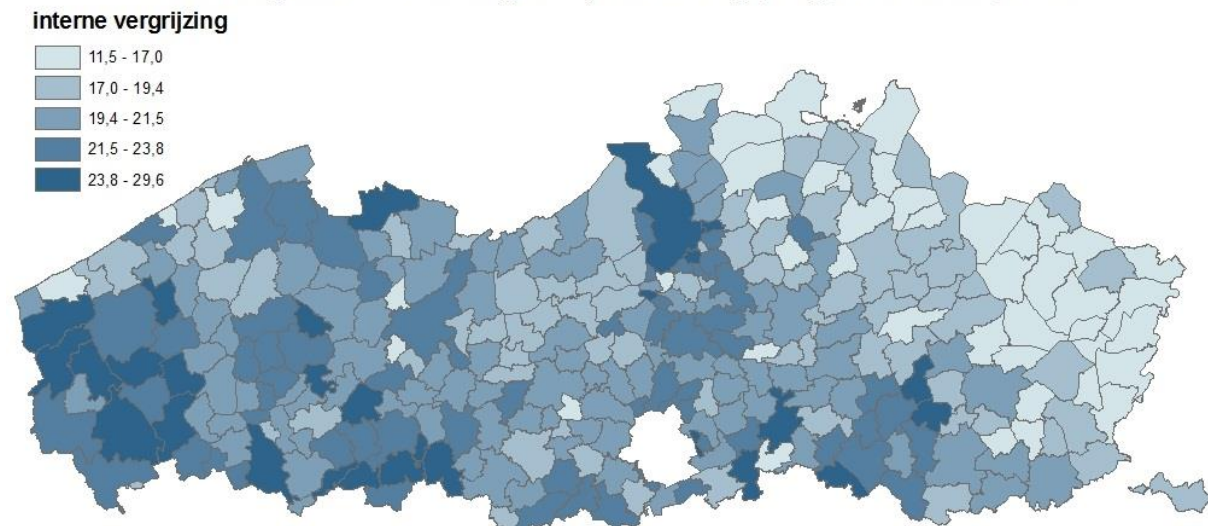 interne vergrijzing
11,5 - 17,0
17,0 - 19,4
19,4 - 21,5
21,5 - 23,8
23,8 - 29,6